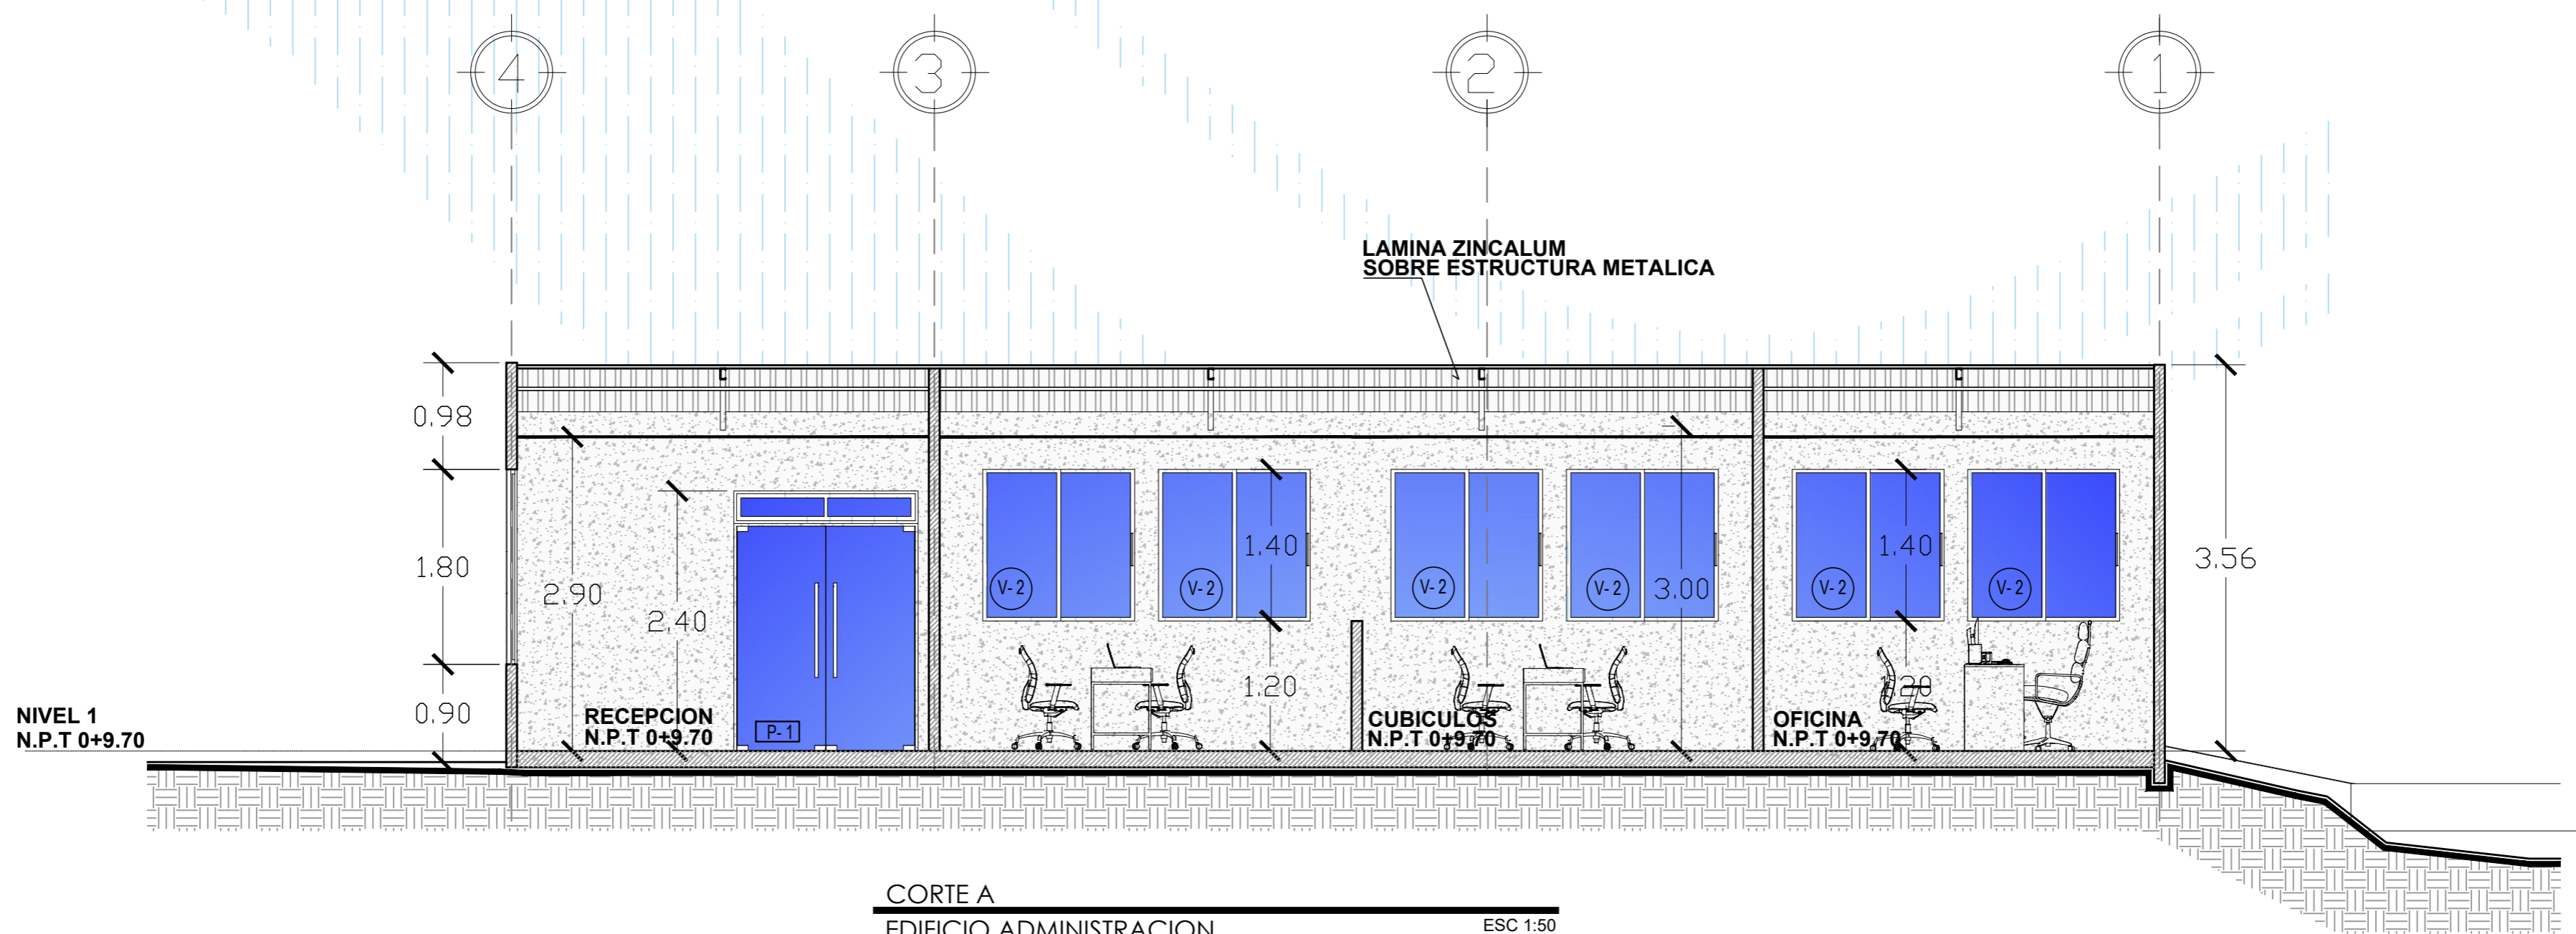 4
3
2
1
LAMINA ZINCALUM
SOBRE ESTRUCTURA METALICA
0.98
1.80
0.90
2.90
2.40
1.40
1.20
3.00
1.40
1.20
3.56
V-2
V-2
V-2
V-2
V-2
V-2
P-1
NIVEL 1
N.P.T 0+9.70
RECEPCION
N.P.T 0+9.70
CUBICULOS
N.P.T 0+9.70
OFICINA
N.P.T 0+9.70
CORTE A
EDIFICIO ADMINISTRACION
ESC 1:50